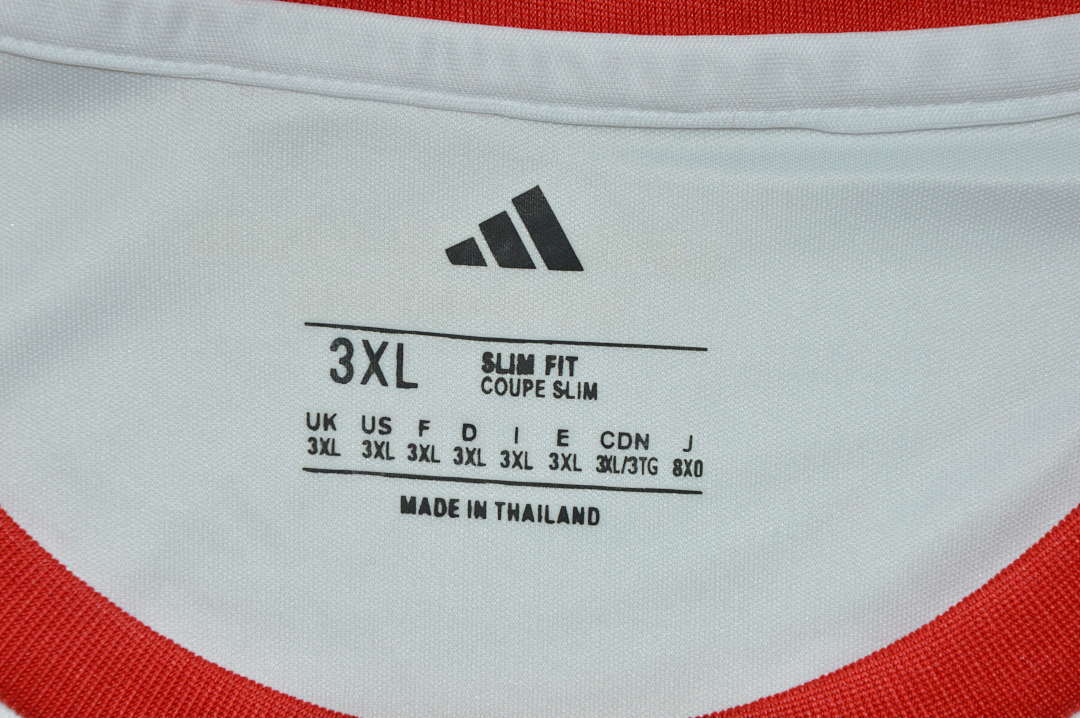 3XL
SLIM FIT
COUPE SLIM
UK US F D I E CDN J
3XL 3XL 3XL 3XL 3XL 3XL 3XL/3TG 8XO
MADE IN THAILAND